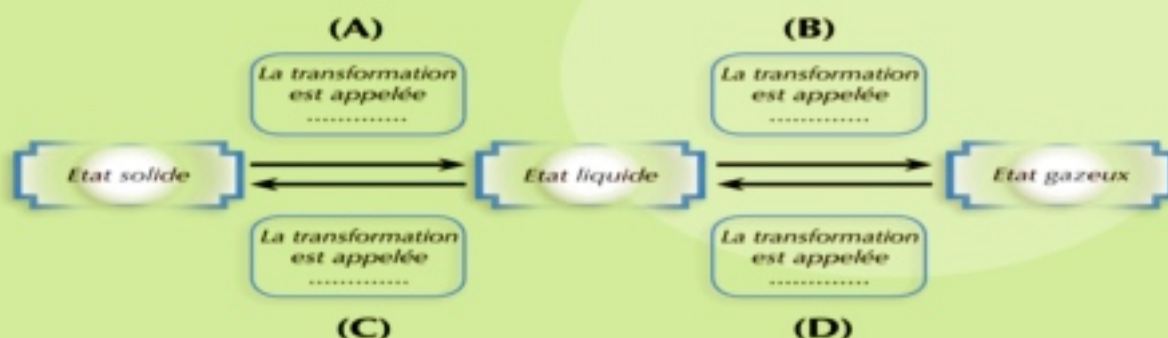 (A)
(B)
La transformation
est appelée
.............
La transformation
est appelée
.............
Etat solide
Etat liquide
Etat gazeux
La transformation
est appelée
.............
La transformation
est appelée
.............
(C)
(D)